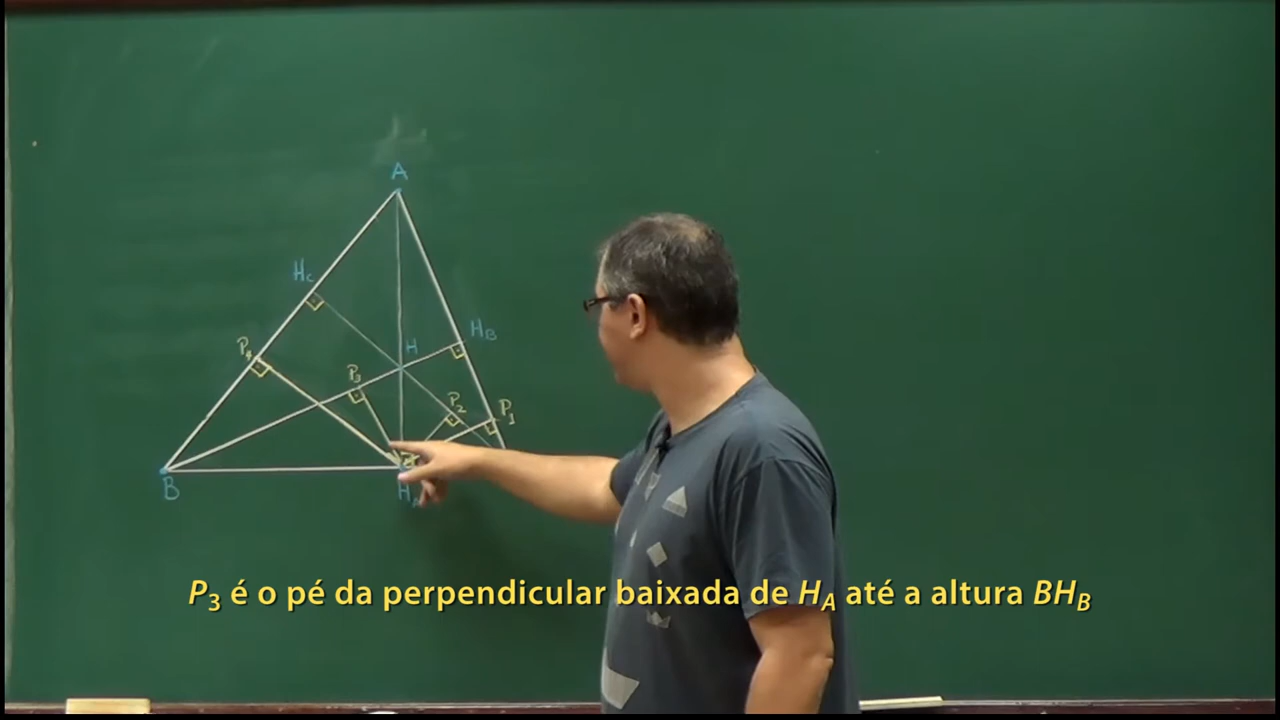 A
H_C
H_B
P_4
H
P_3
P_2
P_1
B
H_A
P_3 é o pé da perpendicular baixada de H_A até a altura BH_B